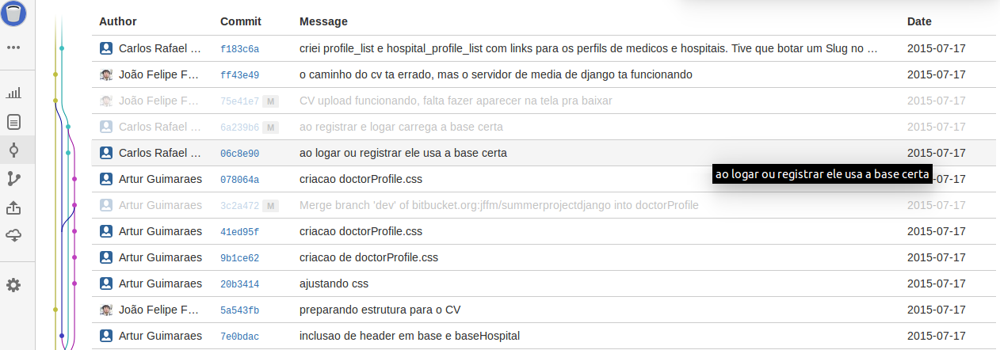 Author Commit Message Date
Carlos Rafael ... f183c6a criei profile_list e hospital_profile_list com links para os perfils de medicos e hospitais. Tive que botar um Slug no ... 2015-07-17
João Felipe F... ff43e49 o caminho do cv ta errado, mas o servidor de media de django ta funcionando 2015-07-17
João Felipe F... 75e41e7 M CV upload funcionando, falta fazer aparecer na tela pra baixar 2015-07-17
Carlos Rafael ... 6a239b6 M ao registrar e logar carrega a base certa 2015-07-17
Carlos Rafael ... 06c8e90 ao logar ou registrar ele usa a base certa 2015-07-17
ao logar ou registrar ele usa a base certa
Artur Guimaraes 078064a criacao doctorProfile.css 2015-07-17
Artur Guimaraes 3c2a472 M Merge branch 'dev' of bitbucket.org:jffm/summerprojectdjango into doctorProfile 2015-07-17
Artur Guimaraes 41ed95f criacao doctorProfile.css 2015-07-17
Artur Guimaraes 9b1ce62 criacao de doctorProfile.css 2015-07-17
Artur Guimaraes 20b3414 ajustando css 2015-07-17
João Felipe F... 5a543fb preparando estrutura para o CV 2015-07-17
Artur Guimaraes 7e0bdac inclusao de header em base e baseHospital 2015-07-17